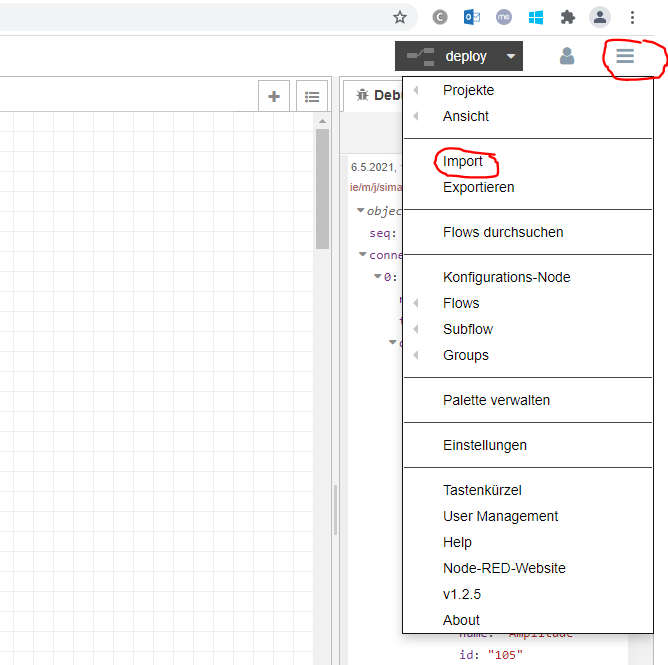 C
me
deploy
Debu
Projekte
Ansicht
Import
Exportieren
Flows durchsuchen
Konfigurations-Node
Flows
Subflow
Groups
Palette verwalten
Einstellungen
Tastenkürzel
User Management
Help
Node-RED-Website
v1.2.5
About
6.5.2021,
ie/m/j/sima
objec
seq:
conne
0:
name: "Amplitude"
id: "105"